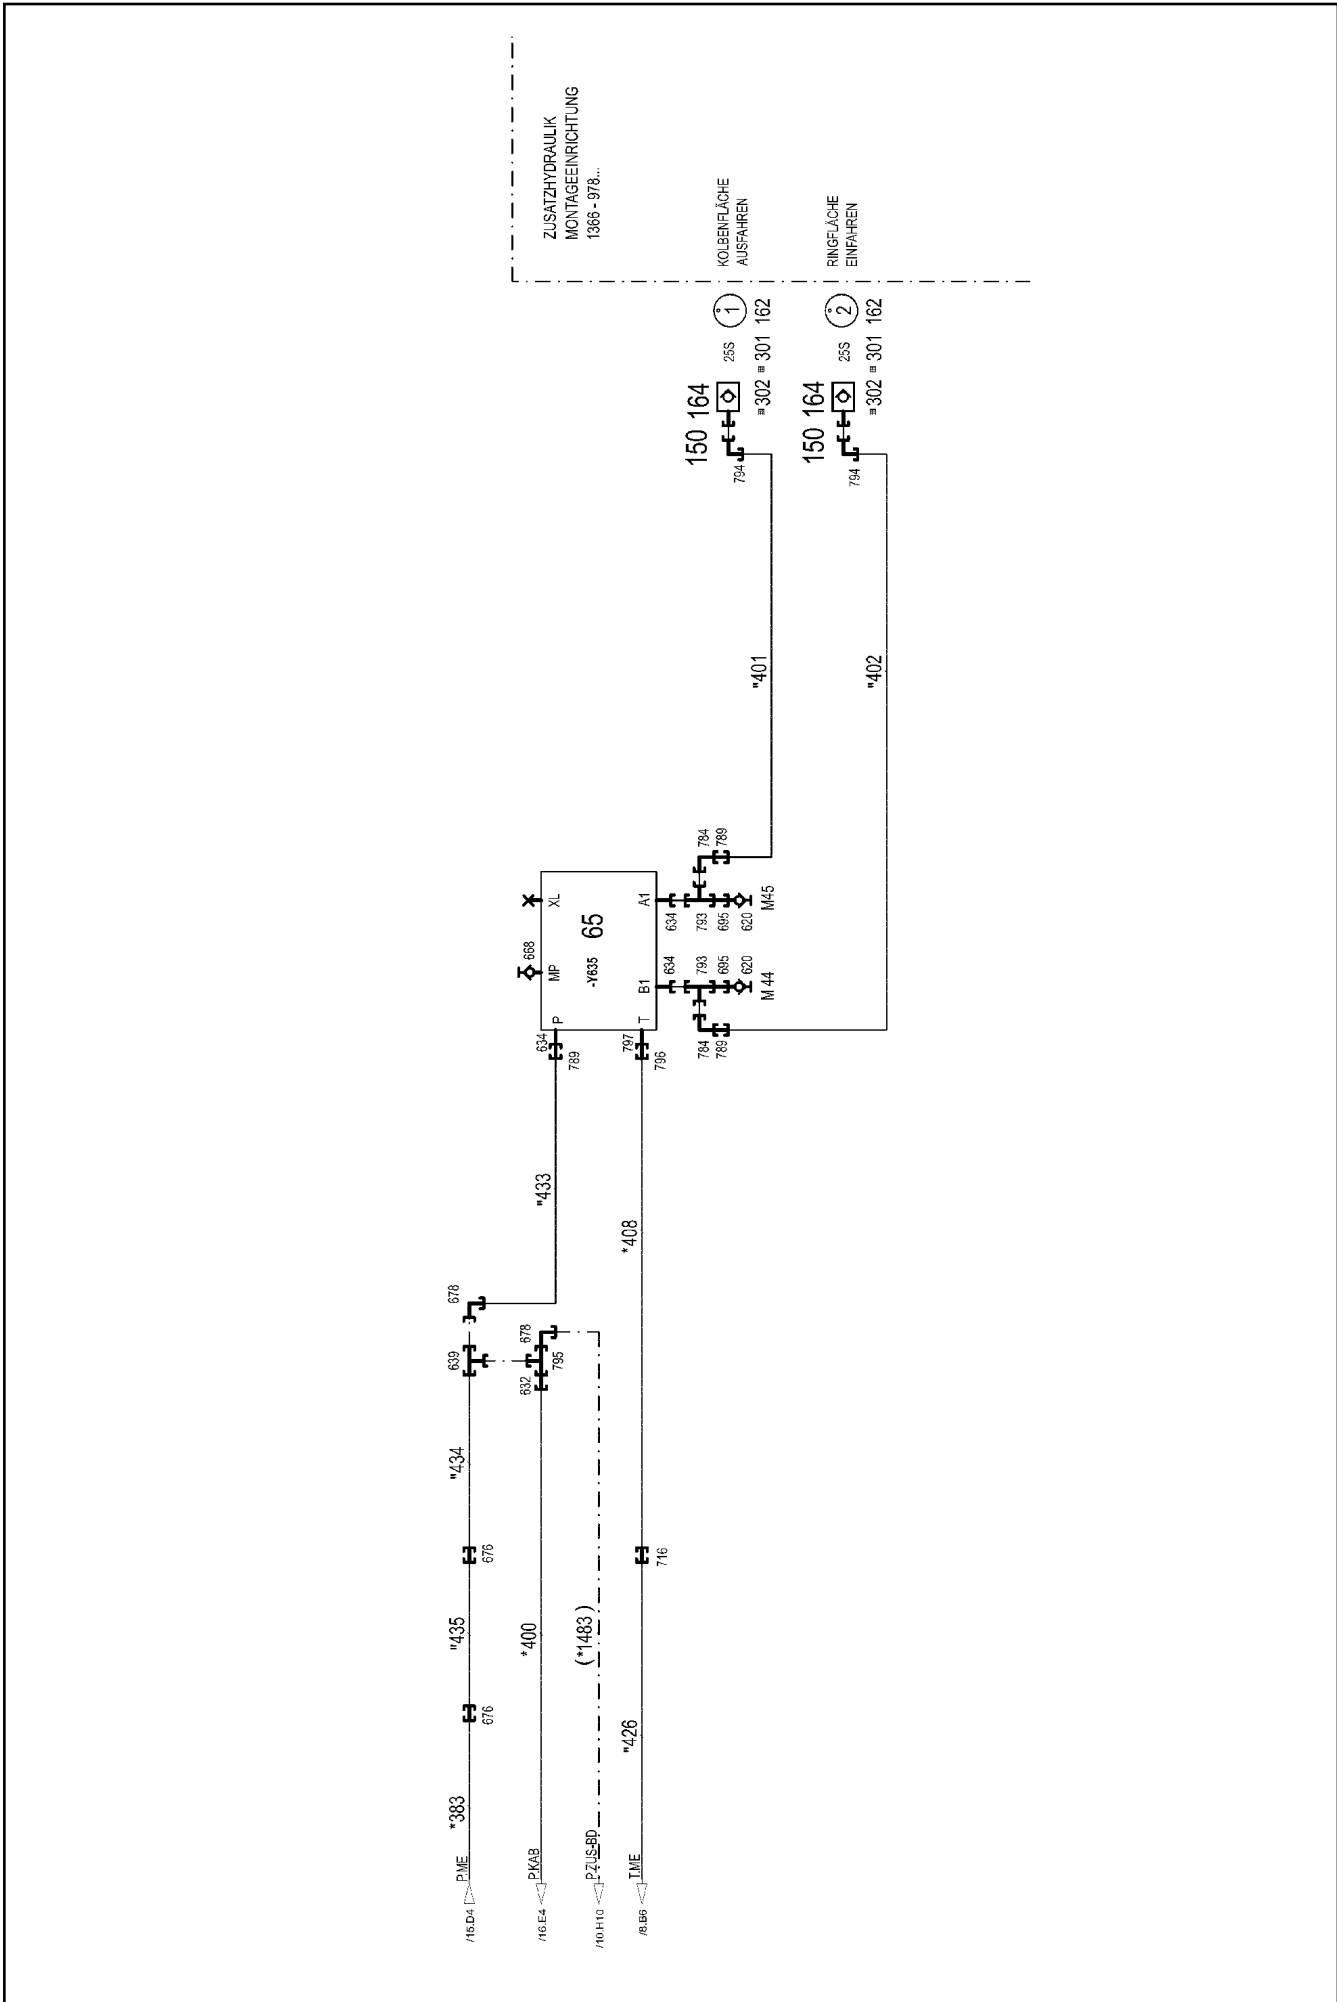 ZUSATZHYDRAULIK
MONTAGEEINRICHTUNG
1366 - 978...
KOLBENFLÄCHE
AUSFAHREN
RINGFLÄCHE
EINFAHREN
150 164
25S
1
302 301 162
794
150 164
25S
2
302 301 162
794
"401
"402
XL
MP
668
65
-Y635
P
T
A1
B1
634
789
797
796
634
793
695
620
M45
784
789
634
793
695
620
M 44
784
789
"433
*408
678
639
678
795
632
"434
676
"435
676
*383
P.ME
/15.D4
*400
P.KAB
/16.E4
(*1483)
P.ZUS-BD
/10.H10
716
"426
T.ME
/8.B6